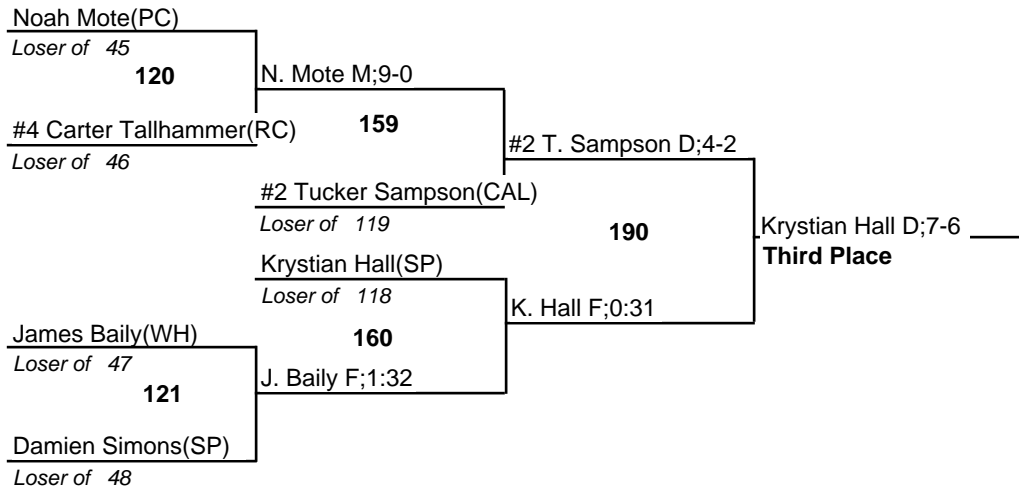 Noah Mote(PC)
Loser of 45
120
N. Mote M;9-0
#4 Carter Tallhammer(RC)
Loser of 46
159
#2 T. Sampson D;4-2
#2 Tucker Sampson(CAL)
Loser of 119
190
Krystian Hall D;7-6
Third Place
Krystian Hall(SP)
Loser of 118
K. Hall F;0:31
160
James Baily(WH)
Loser of 47
121
J. Baily F;1:32
Damien Simons(SP)
Loser of 48